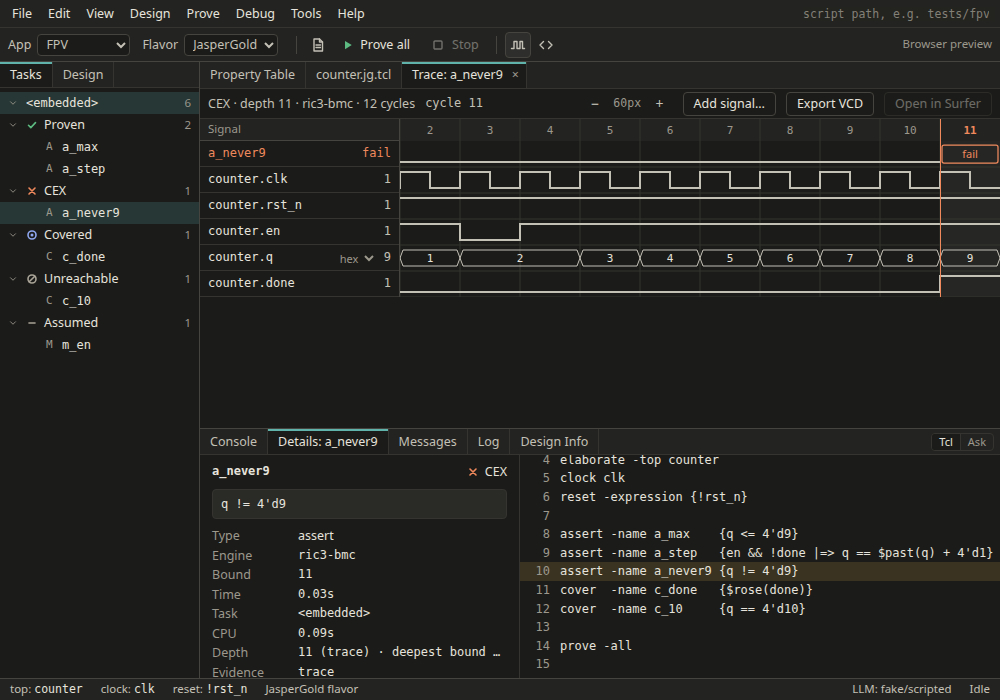 File Edit View Design Prove Debug Tools Help script path, e.g. tests/fpv
App FPV Flavor JasperGold Prove all Stop Browser preview
Tasks Design
<embedded> 6
Proven 2
A a_max
A a_step
CEX 1
A a_never9
Covered 1
C c_done
Unreachable 1
C c_10
Assumed 1
M m_en
Property Table counter.jg.tcl Trace: a_never9 ×
CEX · depth 11 · ric3-bmc · 12 cycles cycle 11 − 60px + Add signal... Export VCD Open in Surfer
Signal 2 3 4 5 6 7 8 9 10 11
a_never9 fail fail
counter.clk 1
counter.rst_n 1
counter.en 1
counter.q hex 9 1 2 3 4 5 6 7 8 9
counter.done 1
Console Details: a_never9 Messages Log Design Info Tcl Ask
a_never9 CEX
q != 4'd9
Type assert
Engine ric3-bmc
Bound 11
Time 0.03s
Task <embedded>
CPU 0.09s
Depth 11 (trace) · deepest bound …
Evidence trace
4 elaborate -top counter
5 clock clk
6 reset -expression {!rst_n}
7
8 assert -name a_max {q <= 4'd9}
9 assert -name a_step {en && !done |=> q == $past(q) + 4'd1}
10 assert -name a_never9 {q != 4'd9}
11 cover -name c_done {$rose(done)}
12 cover -name c_10 {q == 4'd10}
13
14 prove -all
15
top: counter clock: clk reset: !rst_n JasperGold flavor LLM: fake/scripted Idle